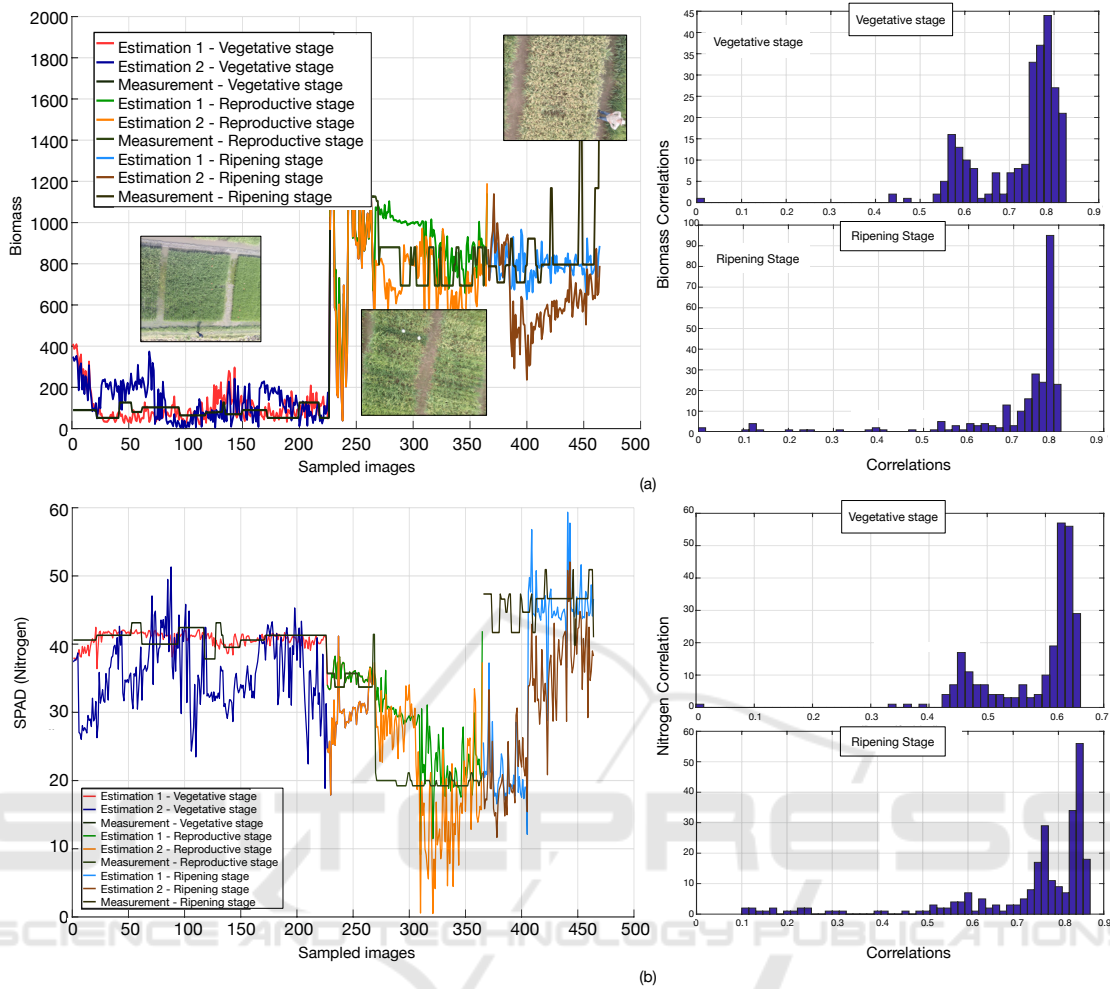 2000
1800
1600
1400
1200
1000
800
600
400
200
0
Biomass
Estimation 1 - Vegetative stage
Estimation 2 - Vegetative stage
Measurement - Vegetative stage
Estimation 1 - Reproductive stage
Estimation 2 - Reproductive stage
Measurement - Reproductive stage
Estimation 1 - Ripening stage
Estimation 2 - Ripening stage
Measurement - Ripening stage
0 50 100 150 200 250 300 350 400 450 500
Sampled images
Biomass Correlations
Vegetative stage
Vegetative stage
45
40
35
30
25
20
15
10
5
0
0 0.1 0.2 0.3 0.4 0.5 0.6 0.7 0.8 0.9
Ripening Stage
Ripening Stage
100
90
80
70
60
50
40
30
20
10
0
0 0.1 0.2 0.3 0.4 0.5 0.6 0.7 0.8 0.9
Correlations
(a)
60
50
40
30
20
10
0
SPAD (Nitrogen)
Estimation 1 - Vegetative stage
Estimation 2 - Vegetative stage
Measurement - Vegetative stage
Estimation 1 - Reproductive stage
Estimation 2 - Reproductive stage
Measurement - Reproductive stage
Estimation 1 - Ripening stage
Estimation 2 - Ripening stage
Measurement - Ripening stage
0 50 100 150 200 250 300 350 400 450 500
Sampled images
Nitrogen Correlation
Vegetative stage
60
50
40
30
20
10
0
0 0.1 0.2 0.3 0.4 0.5 0.6 0.7
Ripening Stage
60
50
40
30
20
10
0
0 0.1 0.2 0.3 0.4 0.5 0.6 0.7 0.8 0.9
Correlations
(b)
SCIENCE AND TECHNOLOGY PUBLICATIONS